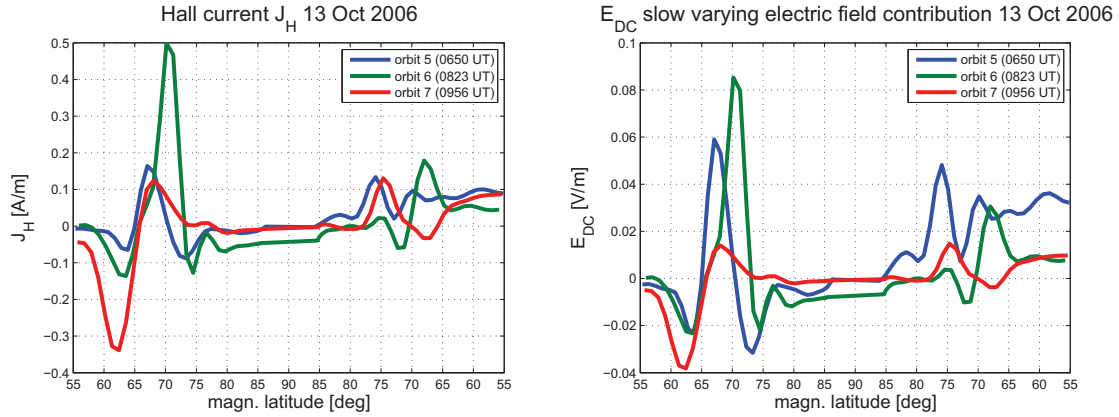 Hall current J_H 13 Oct 2006
0.5
0.4
0.3
0.2
0.1
0
−0.1
−0.2
−0.3
−0.4
J_H [A/m]
orbit 5 (0650 UT)
orbit 6 (0823 UT)
orbit 7 (0956 UT)
55 60 65 70 75 80 85 80 75 70 65 60 55
magn. latitude [deg]
E_DC slow varying electric field contribution 13 Oct 2006
0.1
0.08
0.06
0.04
0.02
0
−0.02
−0.04
E_DC [V/m]
orbit 5 (0650 UT)
orbit 6 (0823 UT)
orbit 7 (0956 UT)
55 60 65 70 75 80 85 80 75 70 65 60 55
magn. latitude [deg]